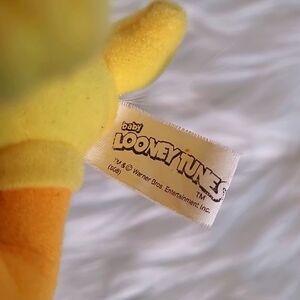 baby
LOONEY TUNES
TM
™ & © Warner Bros. Entertainment Inc.
(s08)